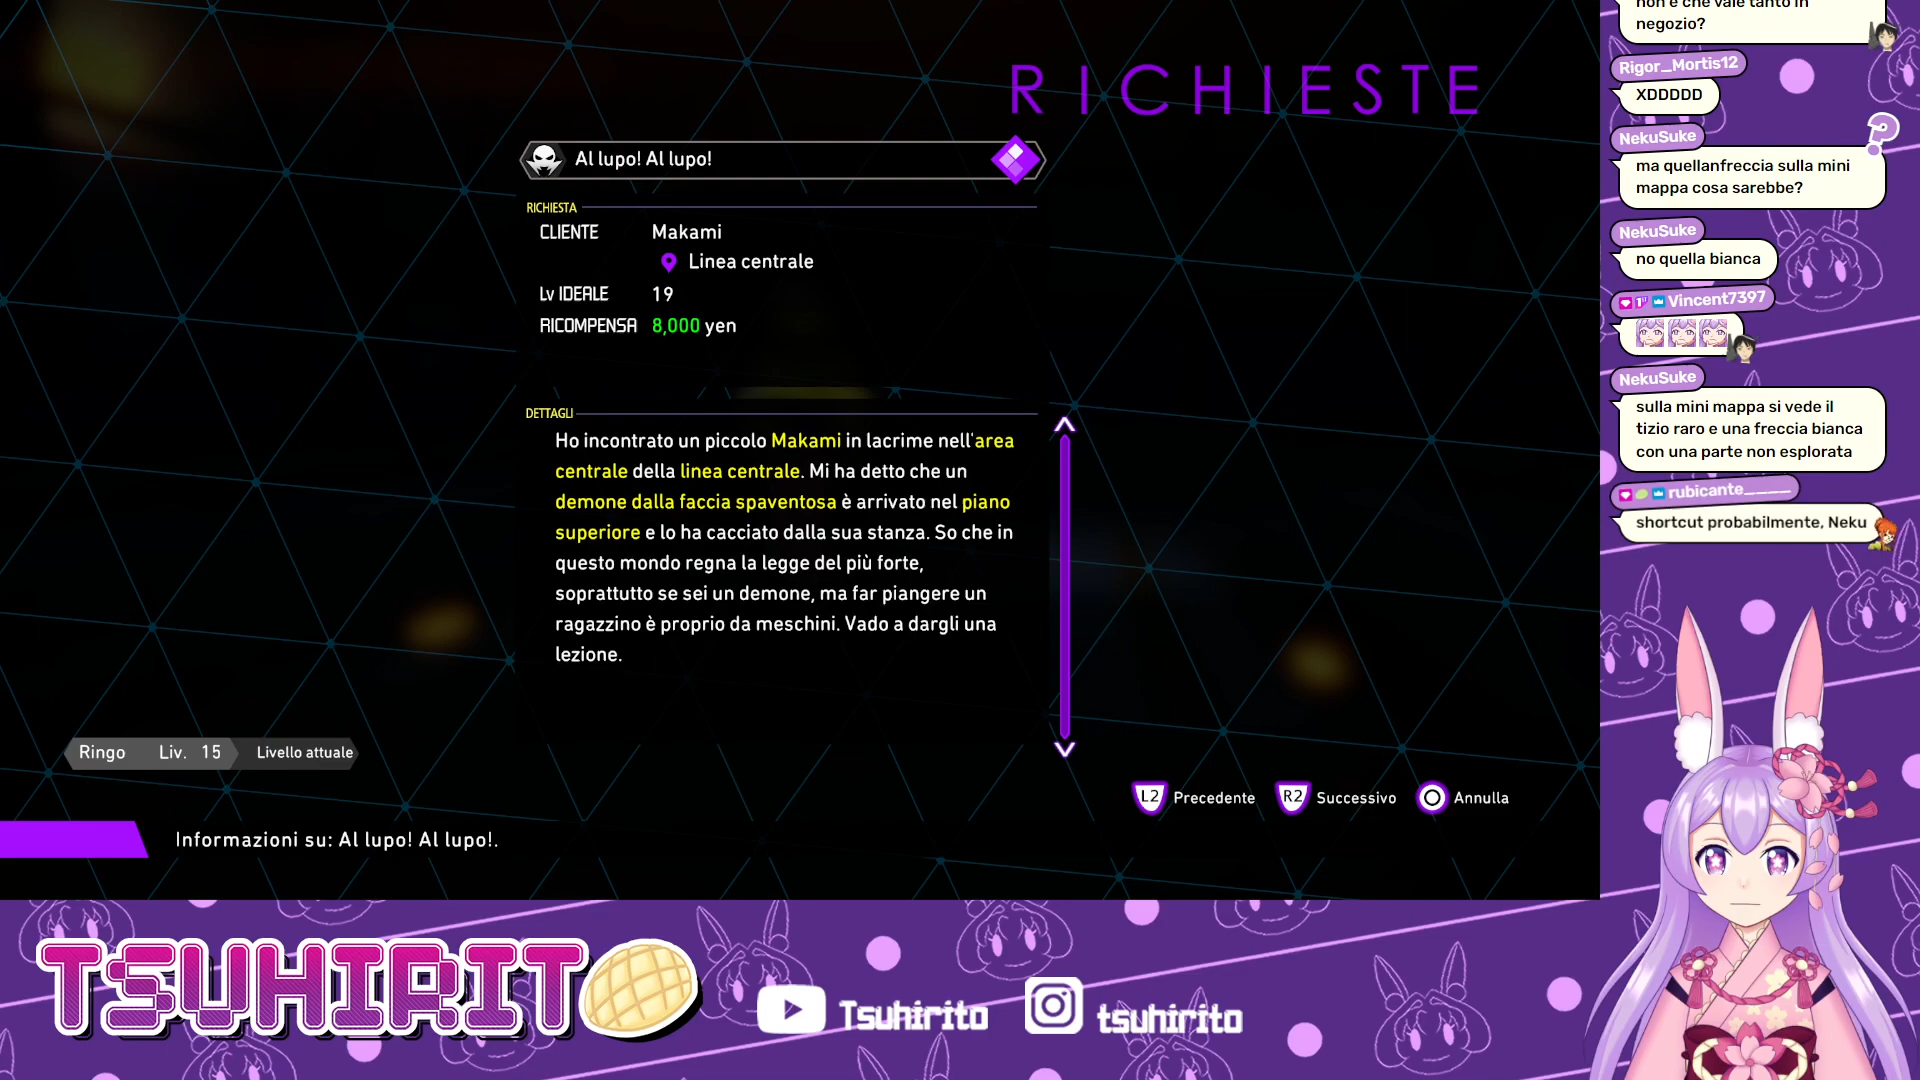 RICHIESTE
Al lupo! Al lupo!
RICHIESTA
CLIENTE Makami
Linea centrale
Lv IDEALE 19
RICOMPENSA 8,000 yen
DETTAGLI
Ho incontrato un piccolo Makami in lacrime nell'area
centrale della linea centrale. Mi ha detto che un
demone dalla faccia spaventosa è arrivato nel piano
superiore e lo ha cacciato dalla sua stanza. So che in
questo mondo regna la legge del più forte,
soprattutto se sei un demone, ma far piangere un
ragazzino è proprio da meschini. Vado a dargli una
lezione.
Ringo Liv. 15 Livello attuale
L2 Precedente R2 Successivo Annulla
Informazioni su: Al lupo! Al lupo!.
non è che vale tanto in
negozio?
Rigor_Mortis12
XDDDDD
NekuSuke
?
ma quellanfreccia sulla mini
mappa cosa sarebbe?
NekuSuke
no quella bianca
Vincent7397
NekuSuke
sulla mini mappa si vede il
tizio raro e una freccia bianca
con una parte non esplorata
rubicante____
shortcut probabilmente, Neku
TSUHIRITO
Tsuhirito
tsuhirito